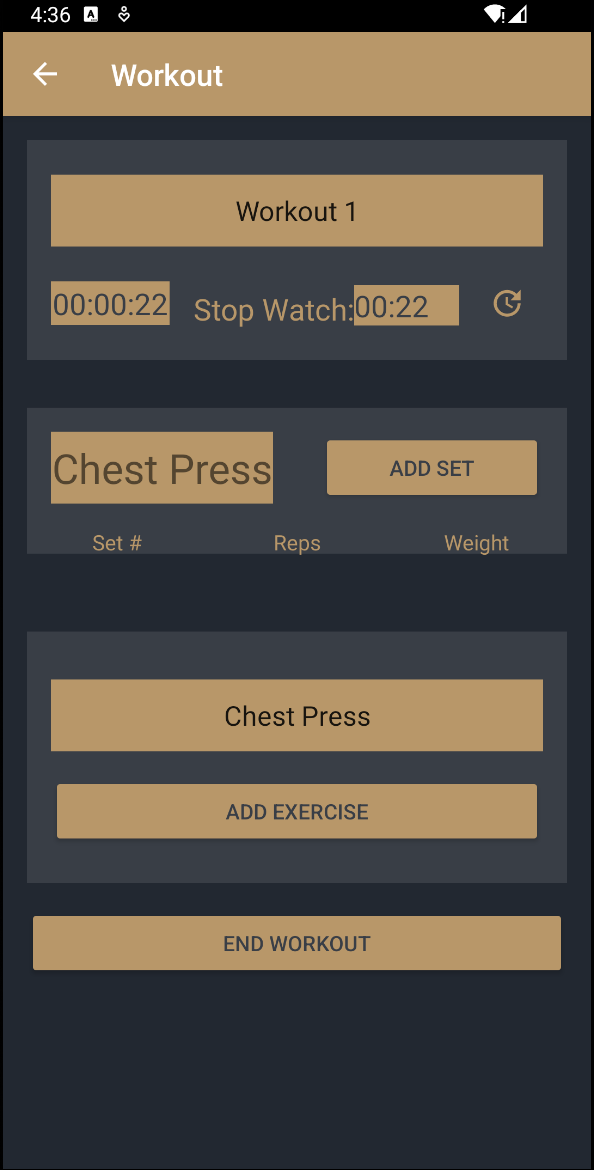 4:36
Workout
Workout 1
00:00:22 Stop Watch:00:22
Chest Press ADD SET
Set # Reps Weight
Chest Press
ADD EXERCISE
END WORKOUT